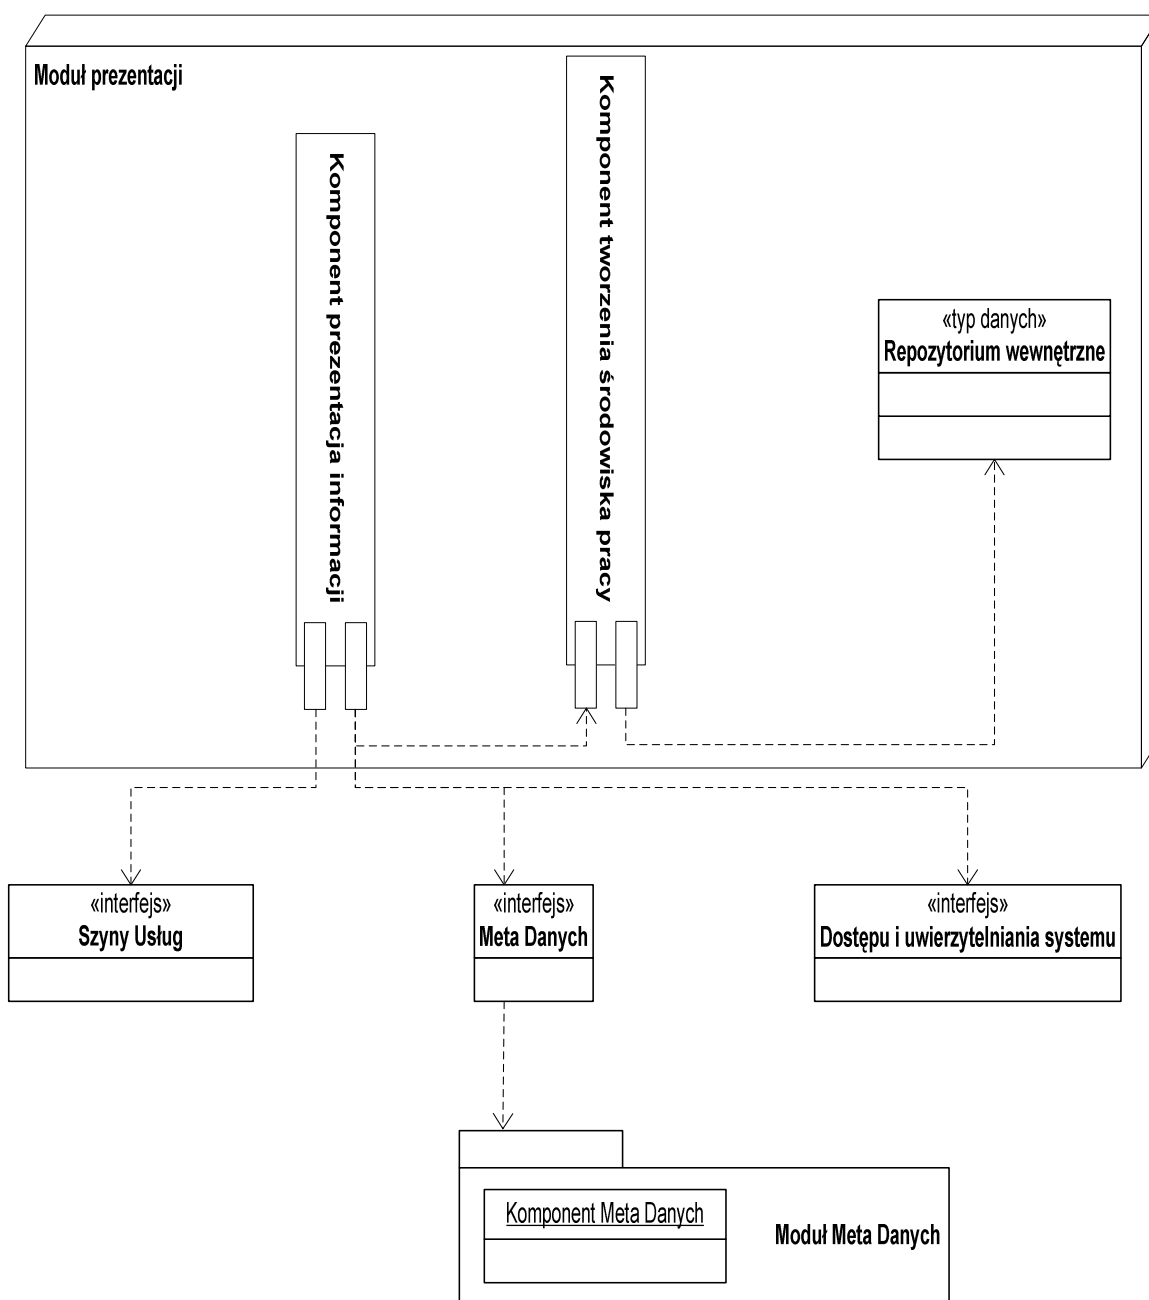 Moduł prezentacji
Komponent prezentacja informacji
Komponent tworzenia środowiska pracy
«typ danych»
Repozytorium wewnętrzne
«interfejs»
Szyny Usług
«interfejs»
Meta Danych
«interfejs»
Dostępu i uwierzytelniania systemu
Komponent Meta Danych
Moduł Meta Danych